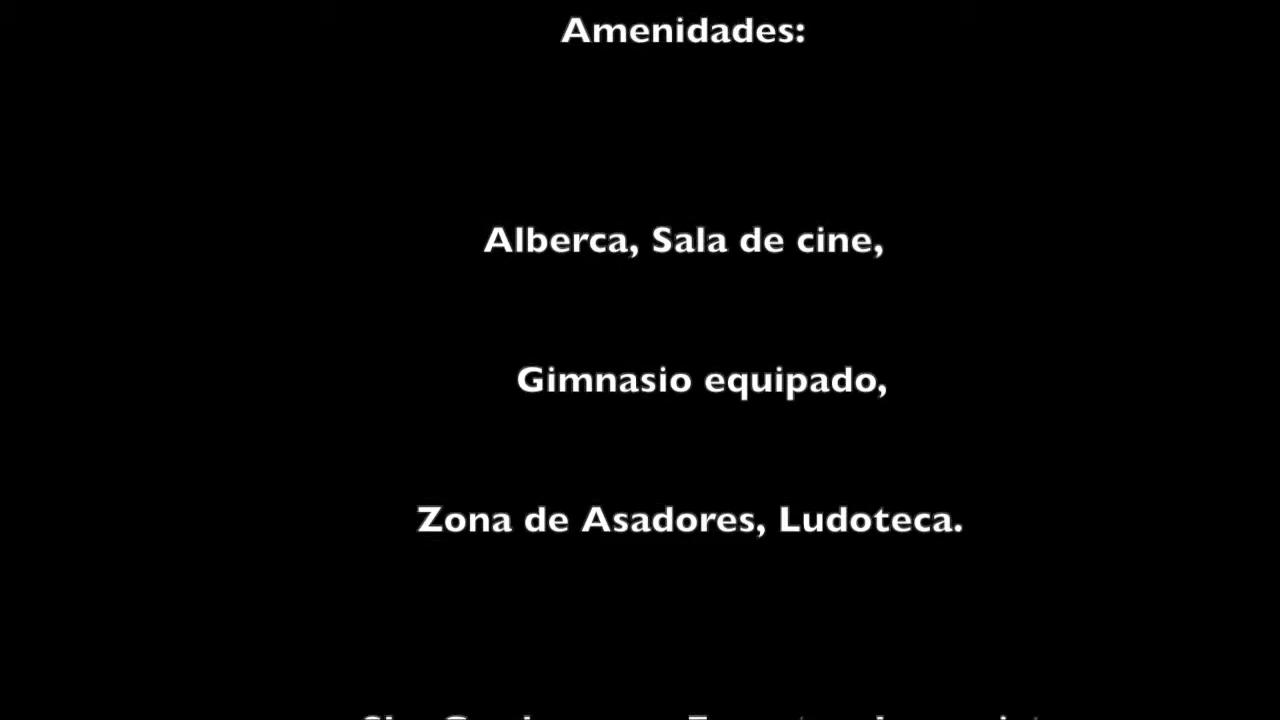 Amenidades:
Alberca, Sala de cine,
Gimnasio equipado,
Zona de Asadores, Ludoteca.